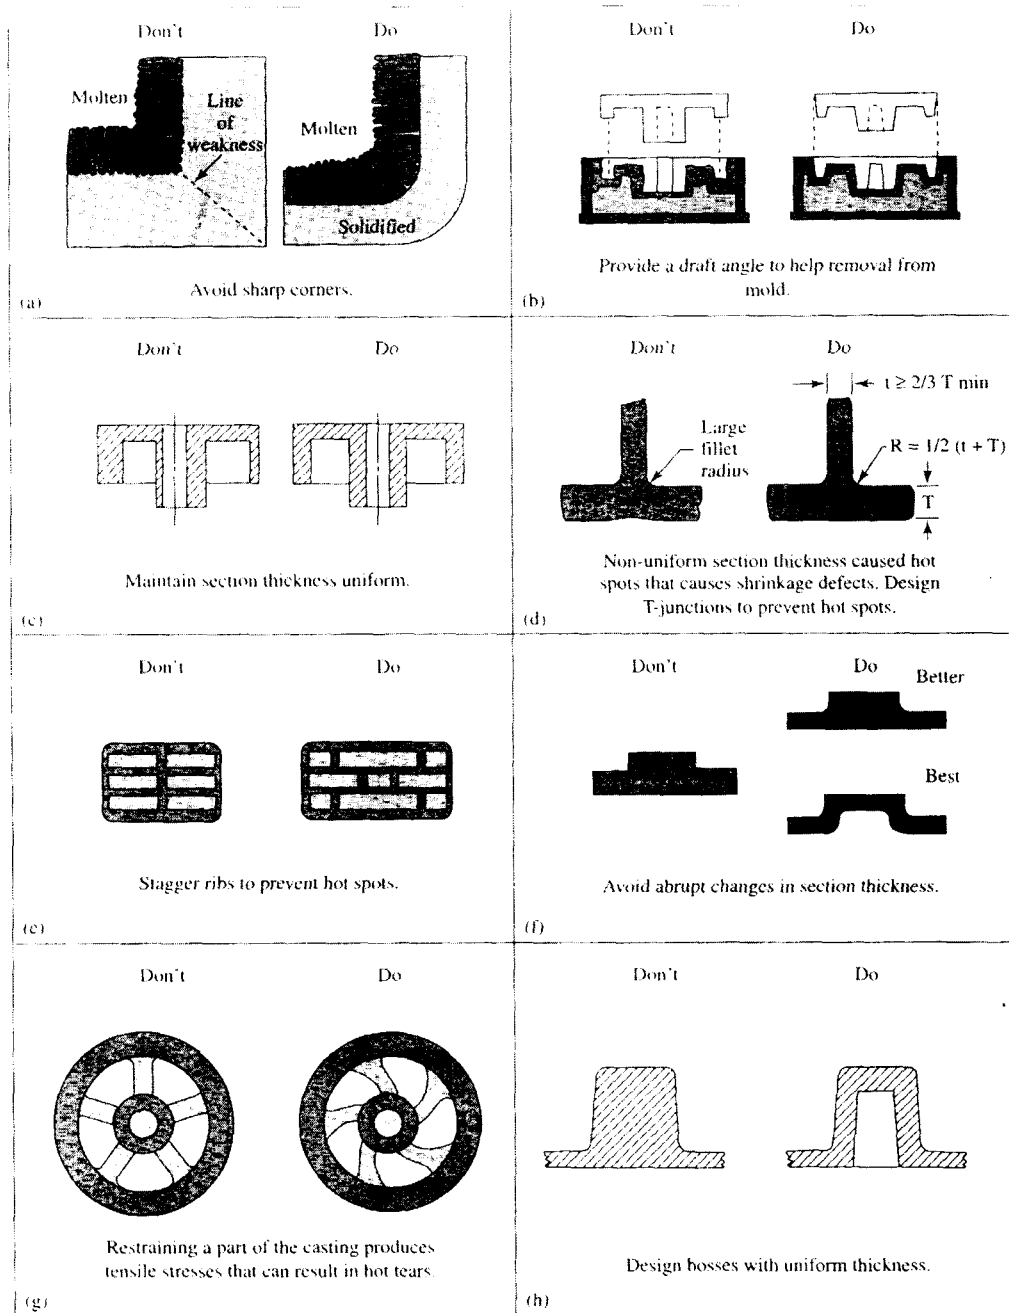 Don't
Do
Molten
Line
of
weakness
Molten
Solidified
Avoid sharp corners.
(a)
Don't
Do
Provide a draft angle to help removal from
mold.
(b)
Don't
Do
Maintain section thickness uniform.
(c)
Don't
Do
t ≥ 2/3 T min
Large
fillet
radius
R = 1/2 (t + T)
T
Non-uniform section thickness caused hot
spots that causes shrinkage defects. Design
T-junctions to prevent hot spots.
(d)
Don't
Do
Stagger ribs to prevent hot spots.
(e)
Don't
Do
Better
Best
Avoid abrupt changes in section thickness.
(f)
Don't
Do
Restraining a part of the casting produces
tensile stresses that can result in hot tears.
(g)
Don't
Do
Design bosses with uniform thickness.
(h)